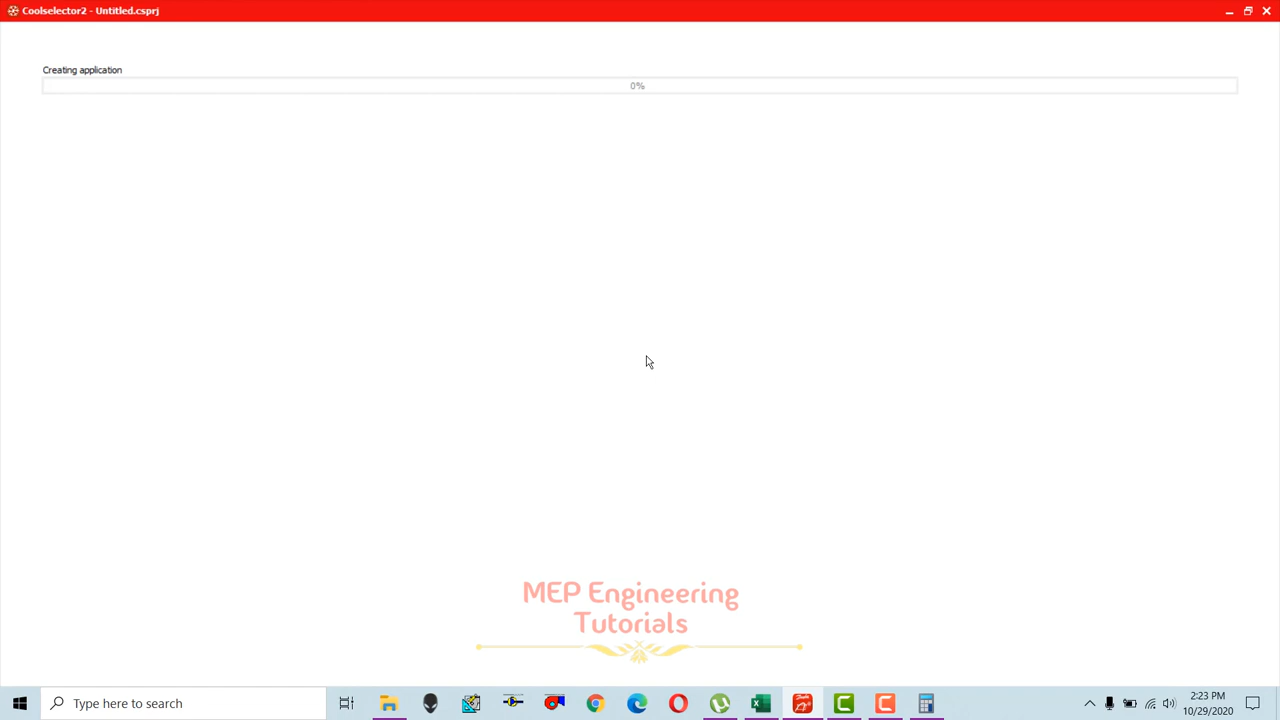 Coolselector2 - Untitled.csprj
Creating application
0%
MEP Engineering
Tutorials
Type here to search
2:23 PM
10/29/2020